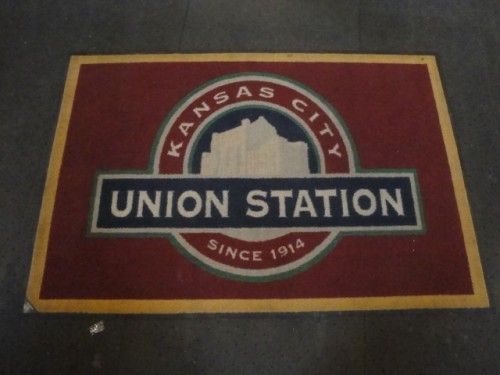 KANSAS CITY
UNION STATION
SINCE 1914